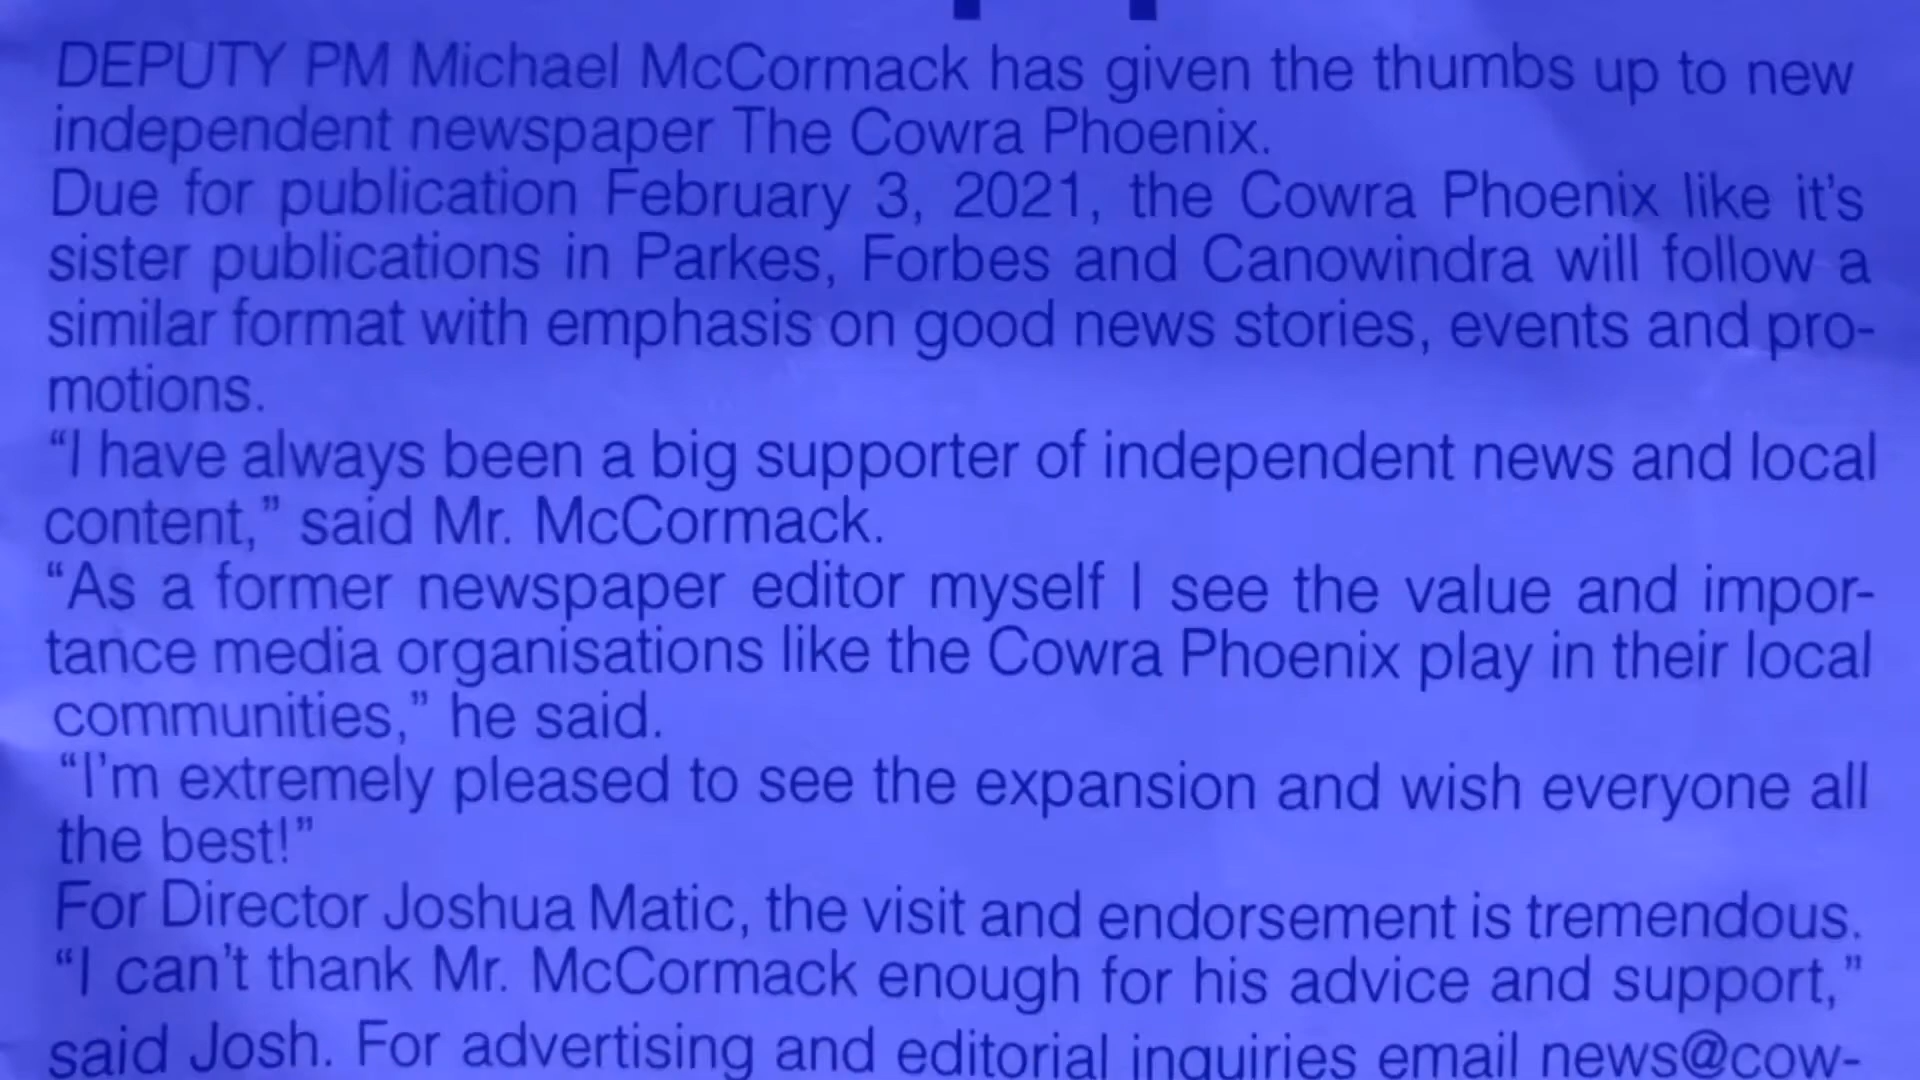 DEPUTY PM Michael McCormack has given the thumbs up to new
independent newspaper The Cowra Phoenix.
Due for publication February 3, 2021, the Cowra Phoenix like it's
sister publications in Parkes, Forbes and Canowindra will follow a
similar format with emphasis on good news stories, events and pro-
motions.
“I have always been a big supporter of independent news and local
content,” said Mr. McCormack.
“As a former newspaper editor myself I see the value and impor-
tance media organisations like the Cowra Phoenix play in their local
communities,” he said.
“I'm extremely pleased to see the expansion and wish everyone all
the best!”
For Director Joshua Matic, the visit and endorsement is tremendous.
“I can't thank Mr. McCormack enough for his advice and support,”
said Josh. For advertising and editorial inquiries email news@cow-